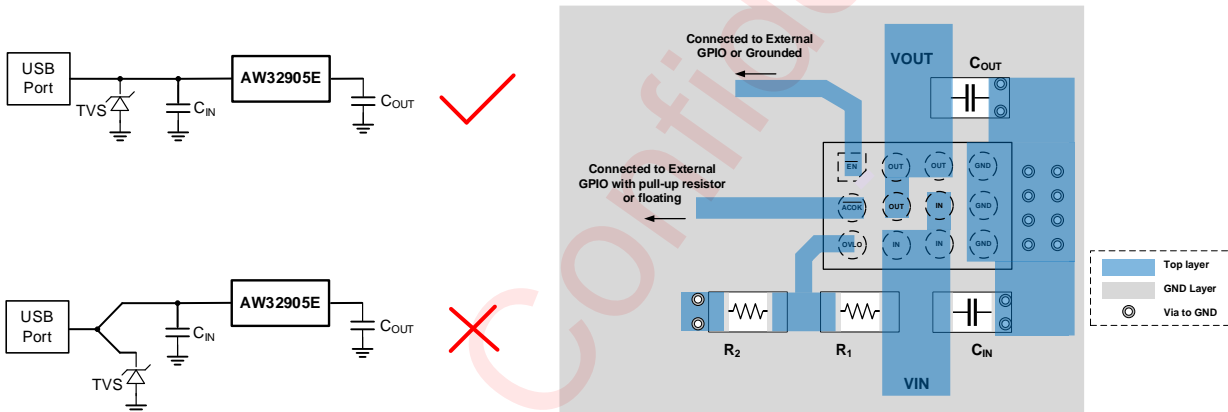 USB
Port
AW32905E
TVS
CIN
COUT
USB
Port
AW32905E
TVS
CIN
COUT
Connected to External
GPIO or Grounded
VOUT
COUT
Connected to External
GPIO with pull-up resistor
or floating
EN
OUT
OUT
GND
ACOK
OUT
IN
GND
OVLO
IN
IN
GND
R2
R1
CIN
VIN
Top layer
GND Layer
Via to GND
Confid